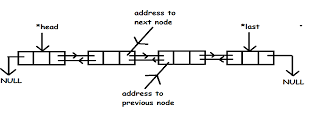 address to
next node
*head
*last
NULL
NULL
address to
previous node